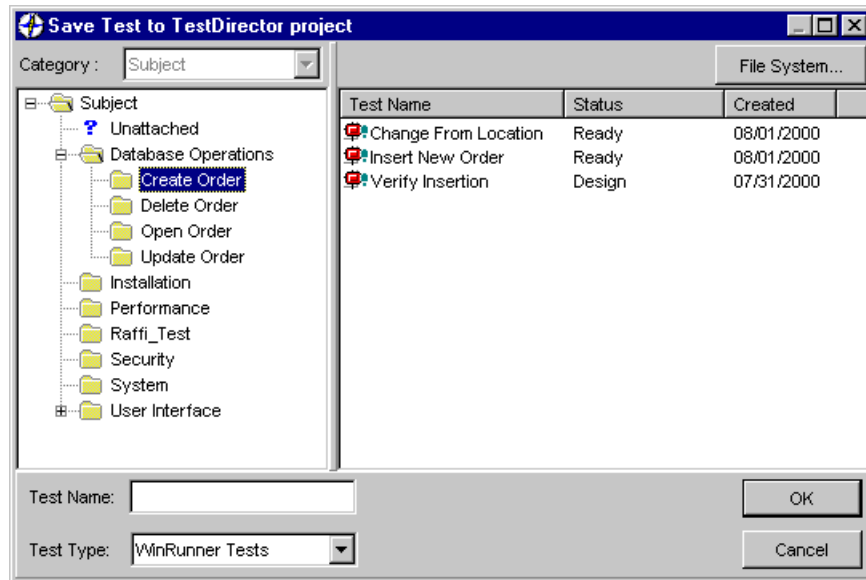 Save Test to TestDirector project
Category : Subject
File System...
Subject
Unattached
Database Operations
Create Order
Delete Order
Open Order
Update Order
Installation
Performance
Raffi_Test
Security
System
User Interface
Test Name Status Created
Change From Location Ready 08/01/2000
Insert New Order Ready 08/01/2000
Verify Insertion Design 07/31/2000
Test Name:
OK
Test Type: WinRunner Tests
Cancel